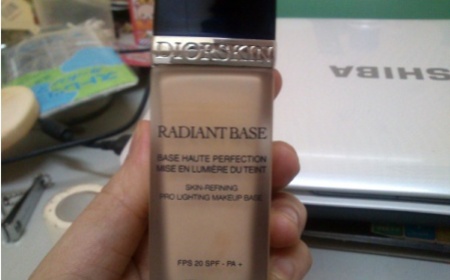 DIORSKIN
RADIANT BASE
BASE HAUTE PERFECTION
MISE EN LUMIÈRE DU TEINT
SKIN-REFINING
PRO LIGHTING MAKEUP BASE
FPS 20 SPF - PA +
TOSHIBA